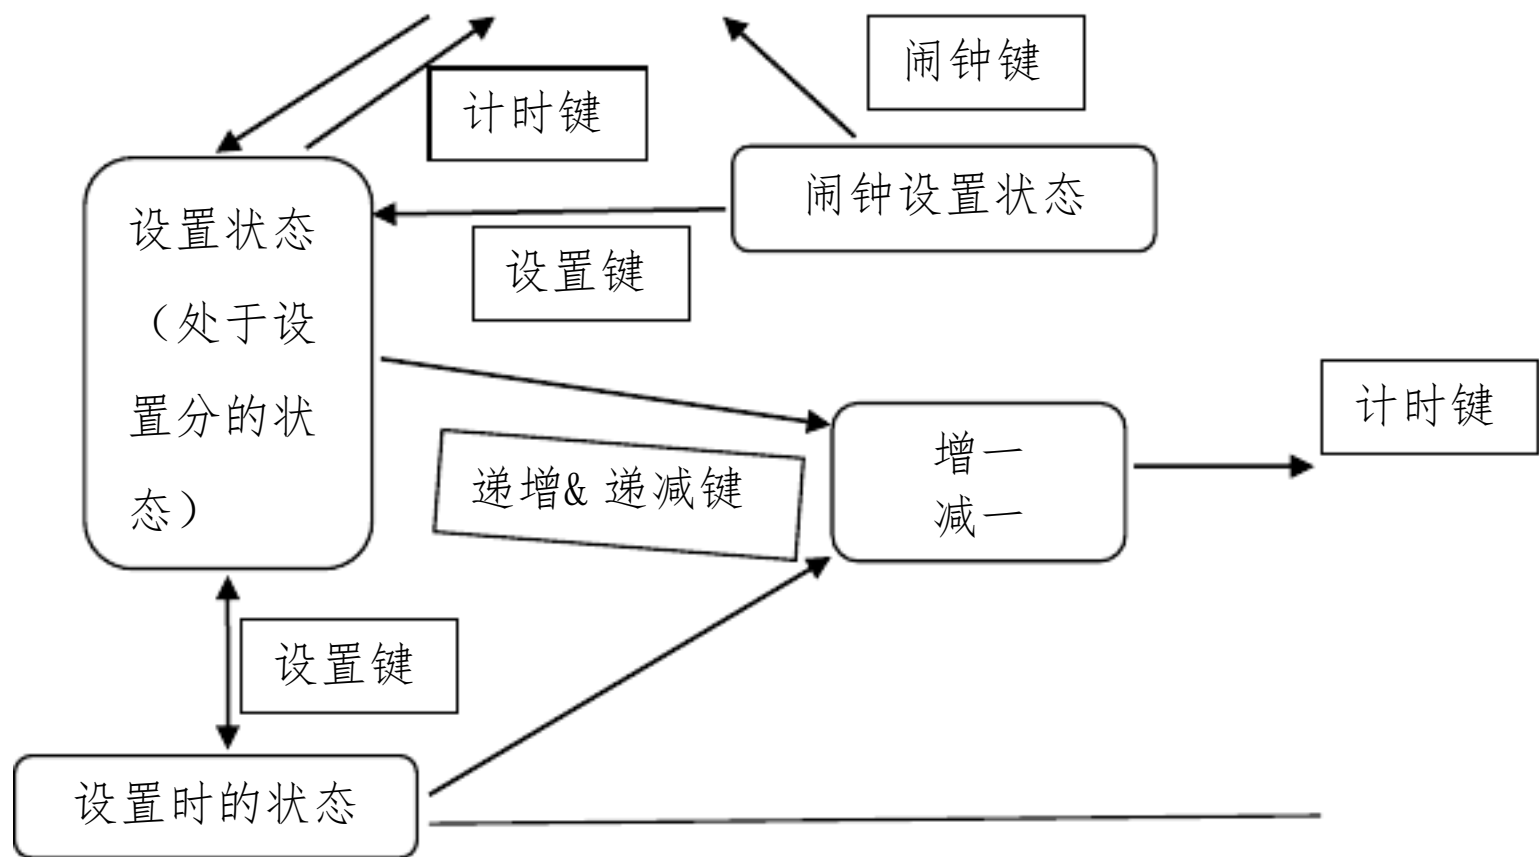 闹钟键
计时键
闹钟设置状态
设置状态
（处于设
置分的状
态）
设置键
计时键
增一
减一
递增& 递减键
设置键
设置时的状态